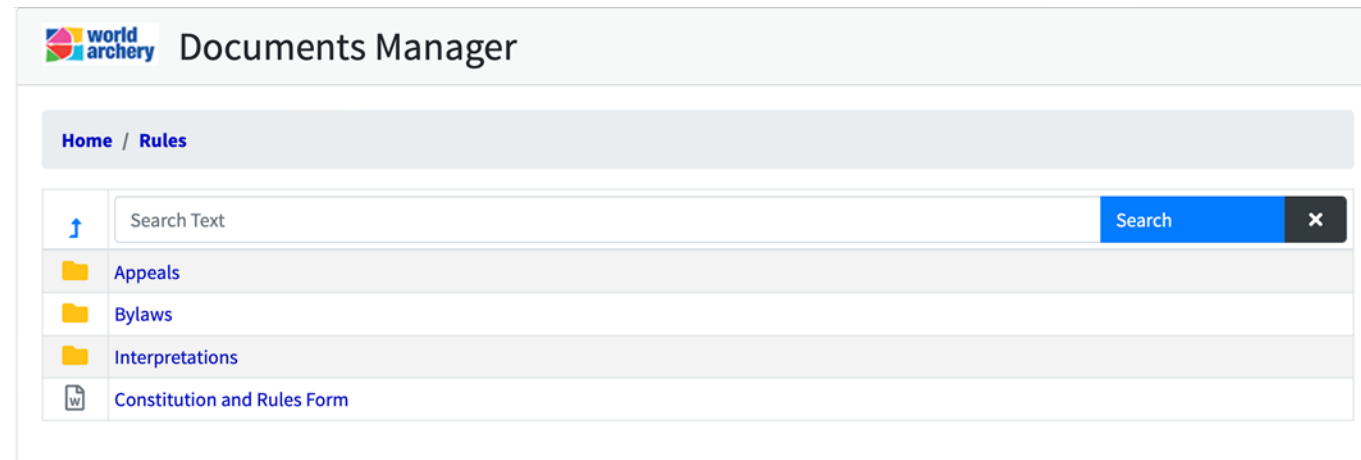 world
archery
Documents Manager
Home / Rules
Search Text
Search
Appeals
Bylaws
Interpretations
W
Constitution and Rules Form